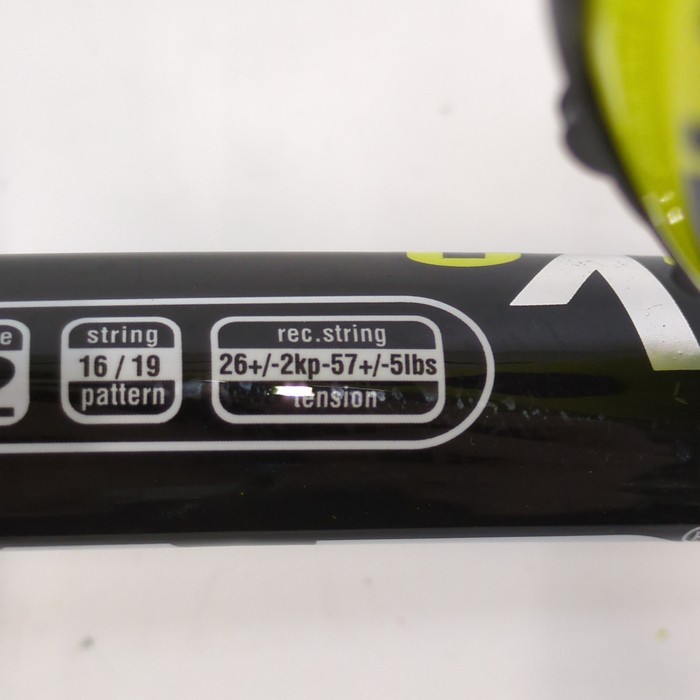 string
16 / 19
pattern
rec.string
26+/-2kp-57+/-5lbs
tension